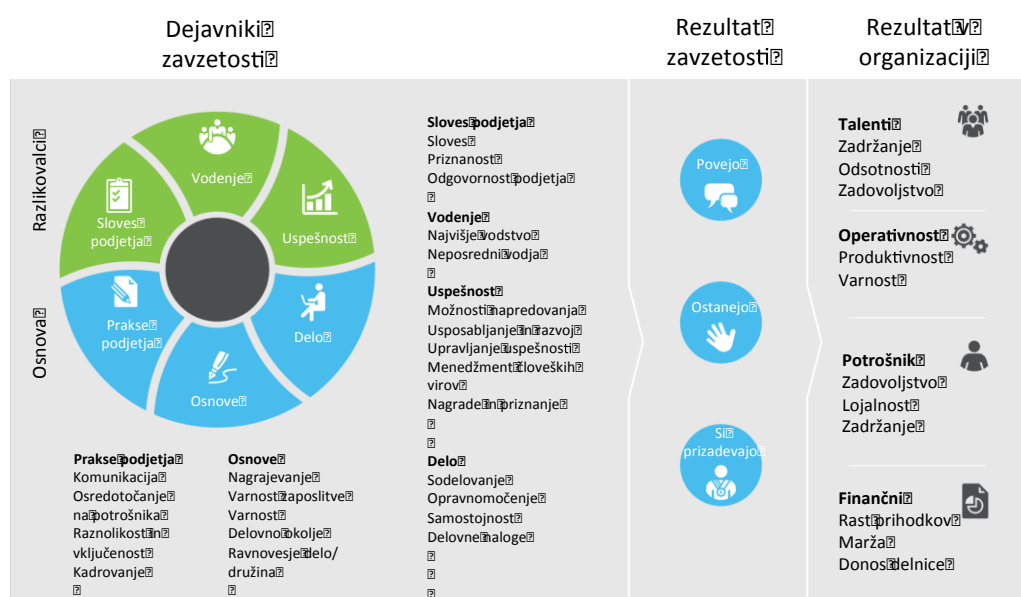 Dejavniki
zavzetosti
Rezultat
zavzetosti
Rezultat v
organizaciji
Razlikovalci
Osnova
Vodenje
Sloves
podjetja
Uspešnost
Prakse
podjetja
Delo
Osnove
Prakse podjetja
Komunikacija
Osredotočanje
na potrošnika
Raznolikost in
vključenost
Kadrovanje
Osnove
Nagrajevanje
Varnost zaposlitve
Varnost
Delovno okolje
Ravnovesje delo/
družina
Sloves podjetja
Sloves
Priznanost
Odgovornost podjetja
Vodenje
Najvišje vodstvo
Neposredni vodja
Uspešnost
Možnosti napredovanja
Usposabljanje in razvoj
Upravljanje uspešnosti
Menedžment človeških
virov
Nagrade in priznanje
Delo
Sodelovanje
Opravnomočenje
Samostojnost
Delovne naloge
Povejo
Ostanejo
Si
prizadevajo
Talenti
Zadržanje
Odsotnosti
Zadovoljstvo
Operativnost
Produktivnost
Varnost
Potrošnik
Zadovoljstvo
Lojalnost
Zadržanje
Finančni
Rast prihodkov
Marža
Donos delnice